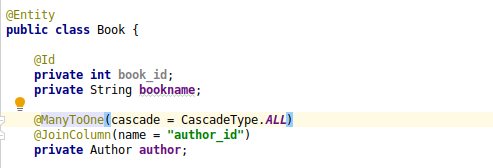 @Entity
public class Book {
@Id
private int book_id;
private String bookname;
@ManyToOne(cascade = CascadeType.ALL)
@JoinColumn(name = "author_id")
private Author author;